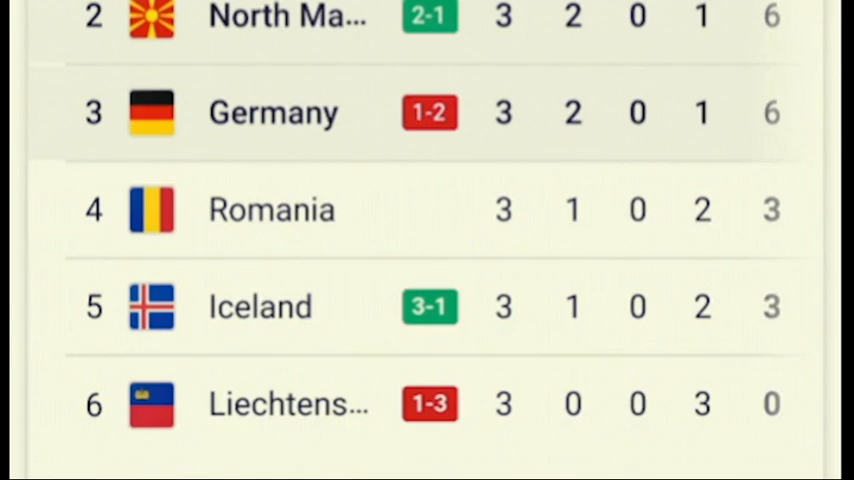 2 North Ma... 2-1 3 2 0 1 6
3 Germany 1-2 3 2 0 1 6
4 Romania 3 1 0 2 3
5 Iceland 3-1 3 1 0 2 3
6 Liechtens... 1-3 3 0 0 3 0